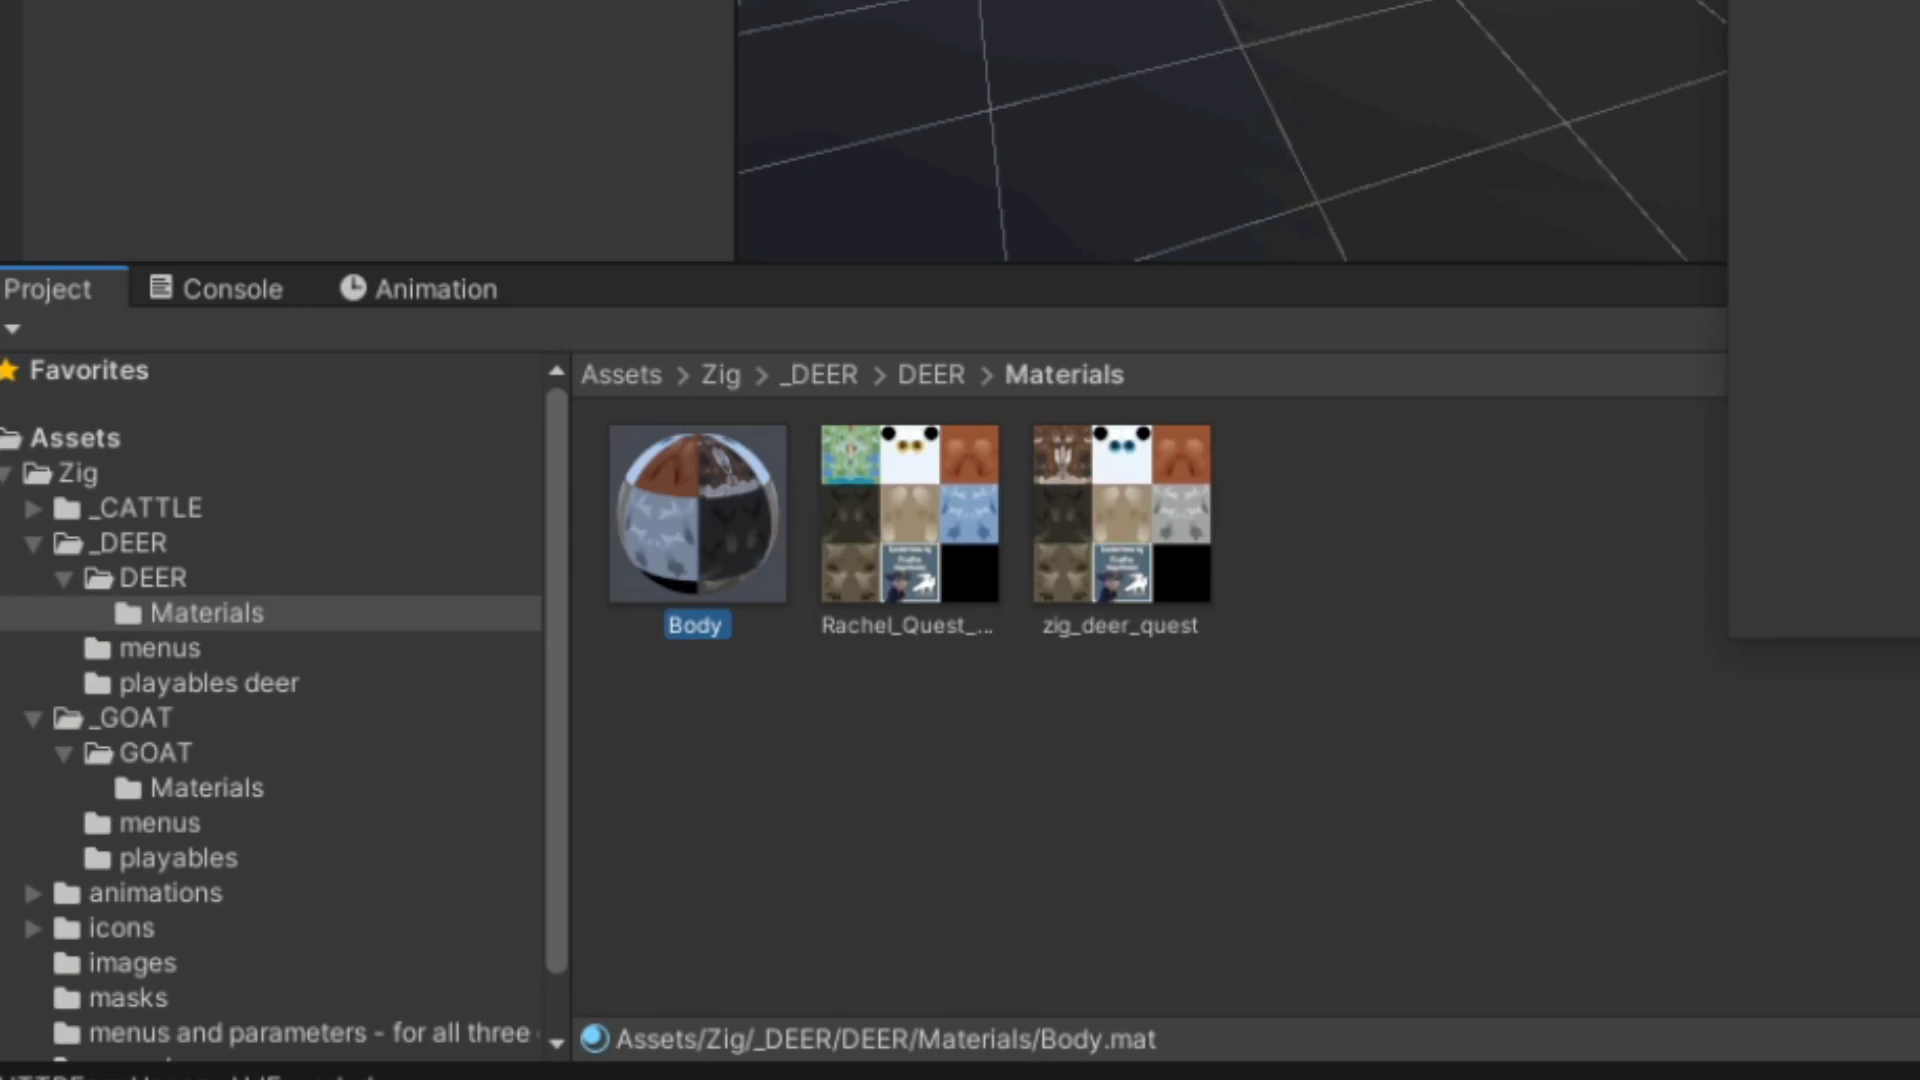 Project
Console
Animation
Favorites
Assets
Zig
_CATTLE
_DEER
DEER
Materials
menus
playables deer
_GOAT
GOAT
Materials
menus
playables
animations
icons
images
masks
menus and parameters - for all three
Assets > Zig > _DEER > DEER > Materials
Body
Rachel_Quest_...
zig_deer_quest
Assets/Zig/_DEER/DEER/Materials/Body.mat